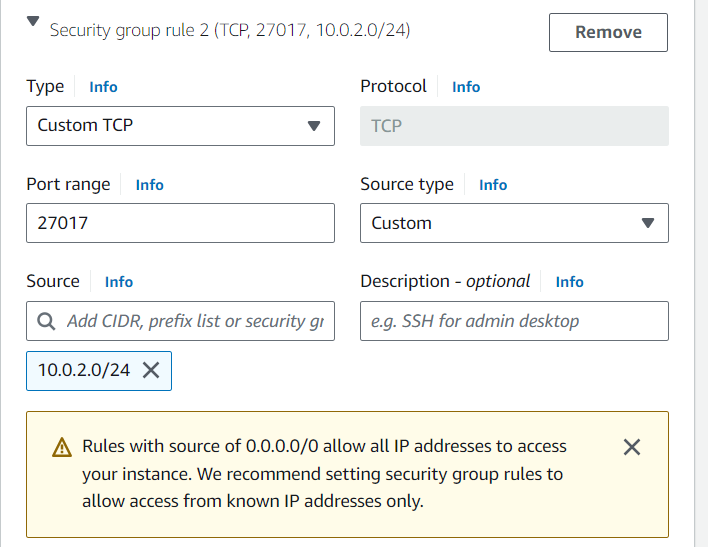 Security group rule 2 (TCP, 27017, 10.0.2.0/24)
Remove
Type Info
Protocol Info
Custom TCP
TCP
Port range Info
Source type Info
27017
Custom
Source Info
Description - optional Info
Add CIDR, prefix list or security gr
e.g. SSH for admin desktop
10.0.2.0/24
Rules with source of 0.0.0.0/0 allow all IP addresses to access
your instance. We recommend setting security group rules to
allow access from known IP addresses only.